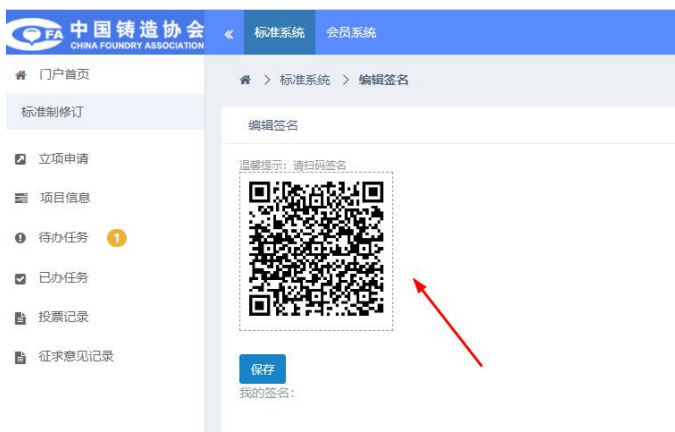 FA 中国铸造协会
CHINA FOUNDRY ASSOCIATION
« 标准系统 会员系统
门户首页
标准制修订
立项申请
项目信息
待办任务 1
已办任务
投票记录
征求意见记录
> 标准系统 > 编辑签名
编辑签名
温馨提示：请扫码签名
保存
我的签名：